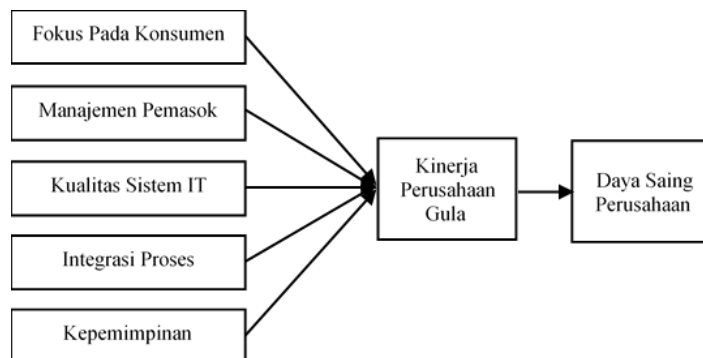 Fokus Pada Konsumen
Manajemen Pemasok
Kualitas Sistem IT
Integrasi Proses
Kepemimpinan
Kinerja
Perusahaan
Gula
Daya Saing
Perusahaan